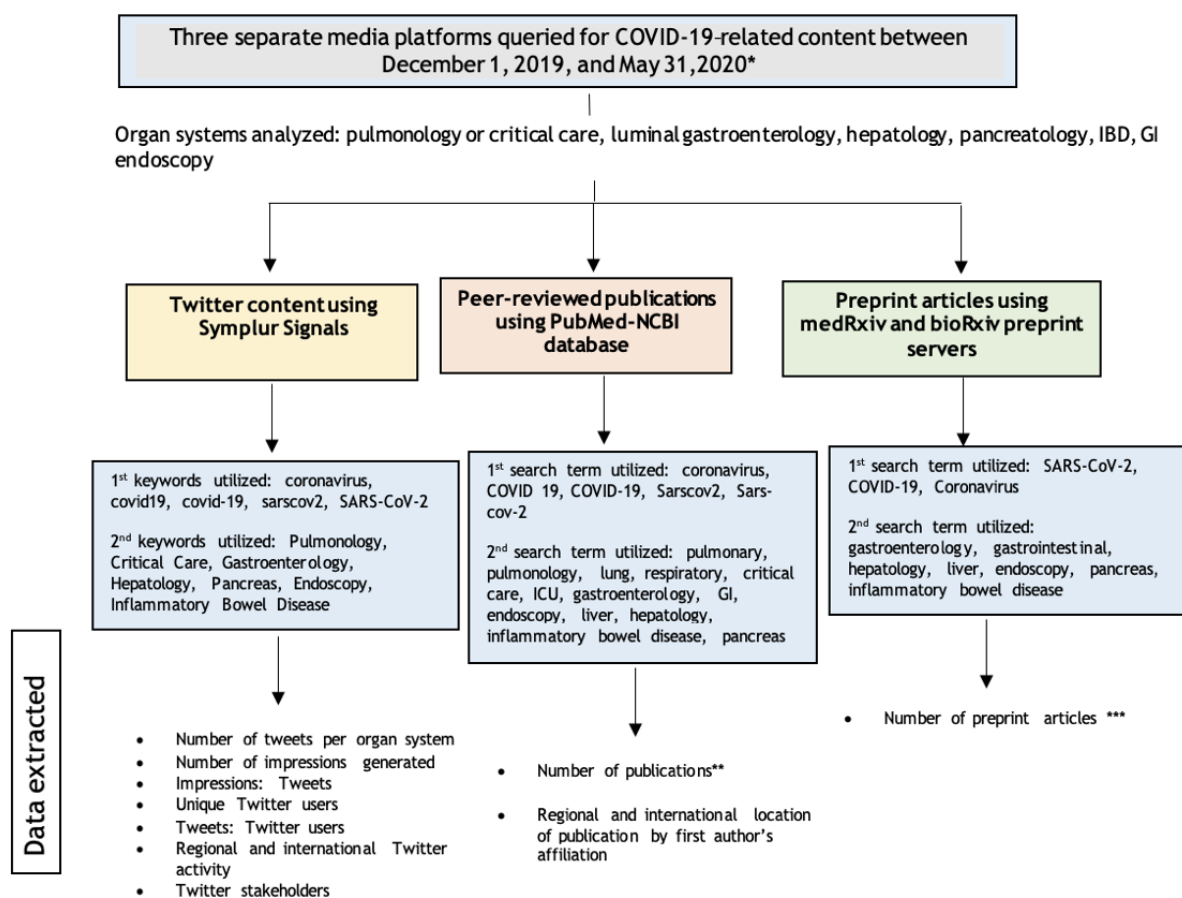 Three separate media platforms queried for COVID-19-related content between
December 1, 2019, and May 31,2020*
Organ systems analyzed: pulmonology or critical care, luminal gastroenterology, hepatology, pancreatology, IBD, GI
endoscopy
Twitter content using
Symplur Signals
Peer-reviewed publications
using PubMed-NCBI
database
Preprint articles using
medRxiv and bioRxiv preprint
servers
1st keywords utilized: coronavirus,
covid19, covid-19, sarscov2, SARS-CoV-2
2nd keywords utilized: Pulmonology,
Critical Care, Gastroenterology,
Hepatology, Pancreas, Endoscopy,
Inflammatory Bowel Disease
1st search term utilized: coronavirus,
COVID 19, COVID-19, Sarscov2, Sars-
cov-2
2nd search term utilized: pulmonary,
pulmonology, lung, respiratory, critical
care, ICU, gastroenterology, GI,
endoscopy, liver, hepatology,
inflammatory bowel disease, pancreas
1st search term utilized: SARS-CoV-2,
COVID-19, Coronavirus
2nd search term utilized:
gastroenterology, gastrointestinal,
hepatology, liver, endoscopy, pancreas,
inflammatory bowel disease
Data extracted
• Number of tweets per organ system
• Number of impressions generated
• Impressions: Tweets
• Unique Twitter users
• Tweets: Twitter users
• Regional and international Twitter
activity
• Twitter stakeholders
• Number of publications**
• Regional and international location
of publication by first author's
affiliation
• Number of preprint articles ***